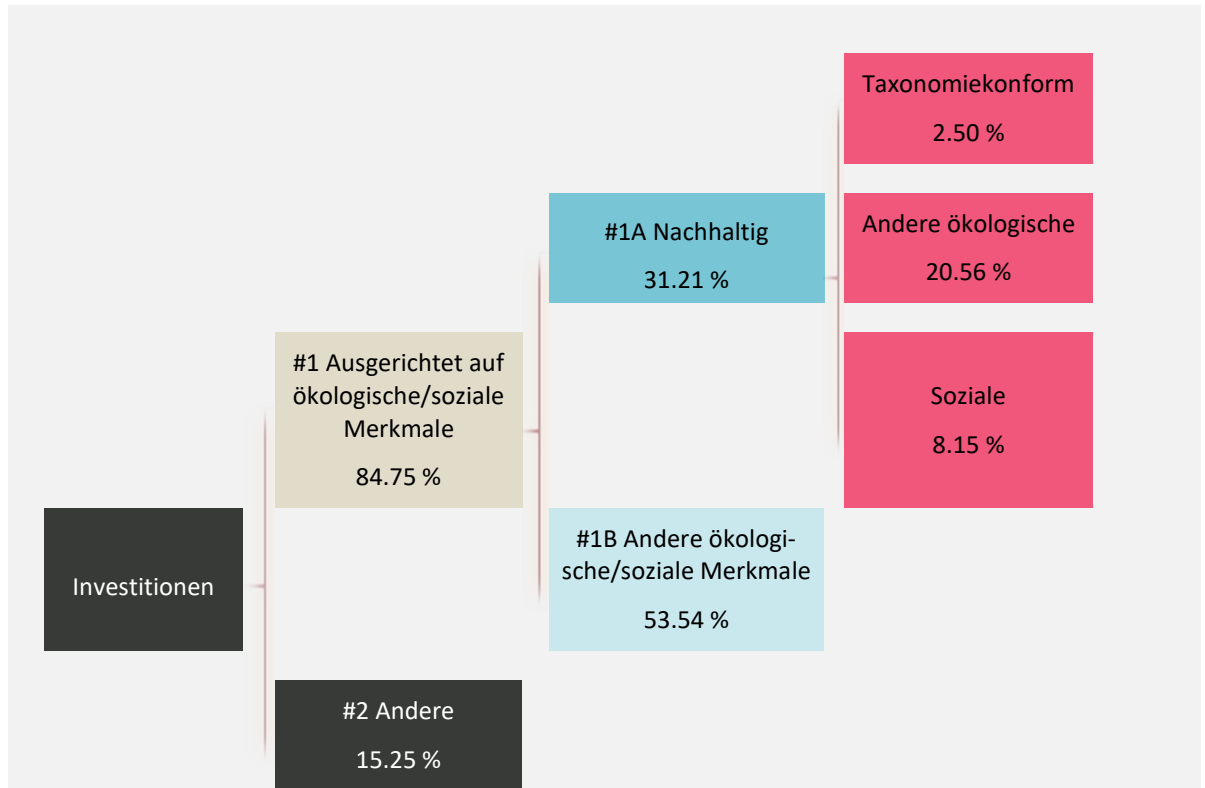 Taxonomiekonform
2.50 %
#1A Nachhaltig
31.21 %
Andere ökologische
20.56 %
#1 Ausgerichtet auf
ökologische/soziale
Merkmale
84.75 %
Soziale
8.15 %
Investitionen
#1B Andere ökologi-
sche/soziale Merkmale
53.54 %
#2 Andere
15.25 %